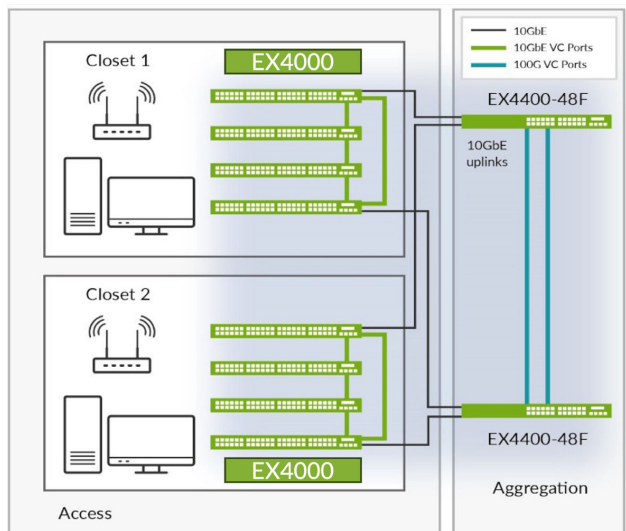 Closet 1
EX4000
10GbE
10GbE VC Ports
100G VC Ports
EX4400-48F
10GbE
uplinks
Closet 2
EX4000
EX4400-48F
Access
Aggregation